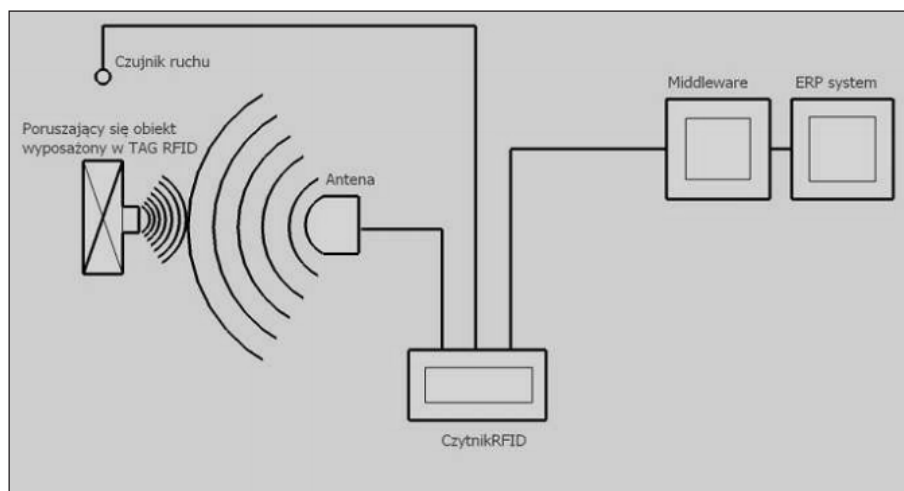 Czujnik ruchu
Middleware
ERP system
Poruszający się obiekt
wyposażony w TAG RFID
Antena
CzytnikRFID